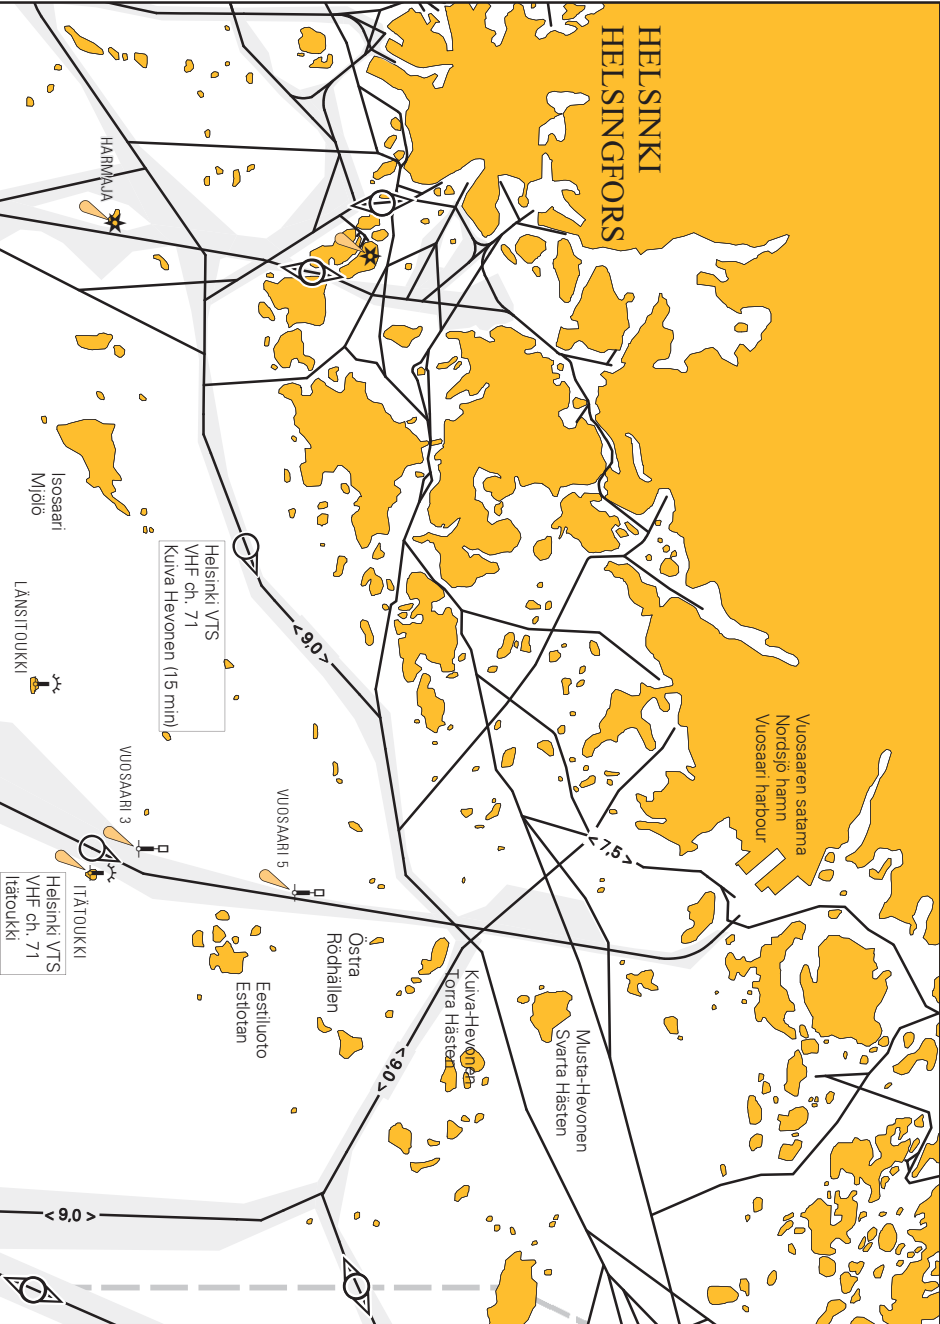 HELSINKI
HELSINGFORS
HARMAJA
Isosaari
Mjölö
LÄNSITOUKKI
Helsinki VTS
VHF ch. 71
Kuiva Hevonen (15 min)
< 9,0 >
Vuosaaren satama
Nordsjö hamn
Vuosaari harbour
< 7,5 >
VUOSAARI 3
VUOSAARI 5
ITÄTOUKKI
Helsinki VTS
VHF ch. 71
Itätoukki
Östra
Rödhällen
Eestiluoto
Estlotan
Kuiva-Hevonen
Torra Hästen
Musta-Hevonen
Svarta Hästen
< 9,0 >
< 9,0 >